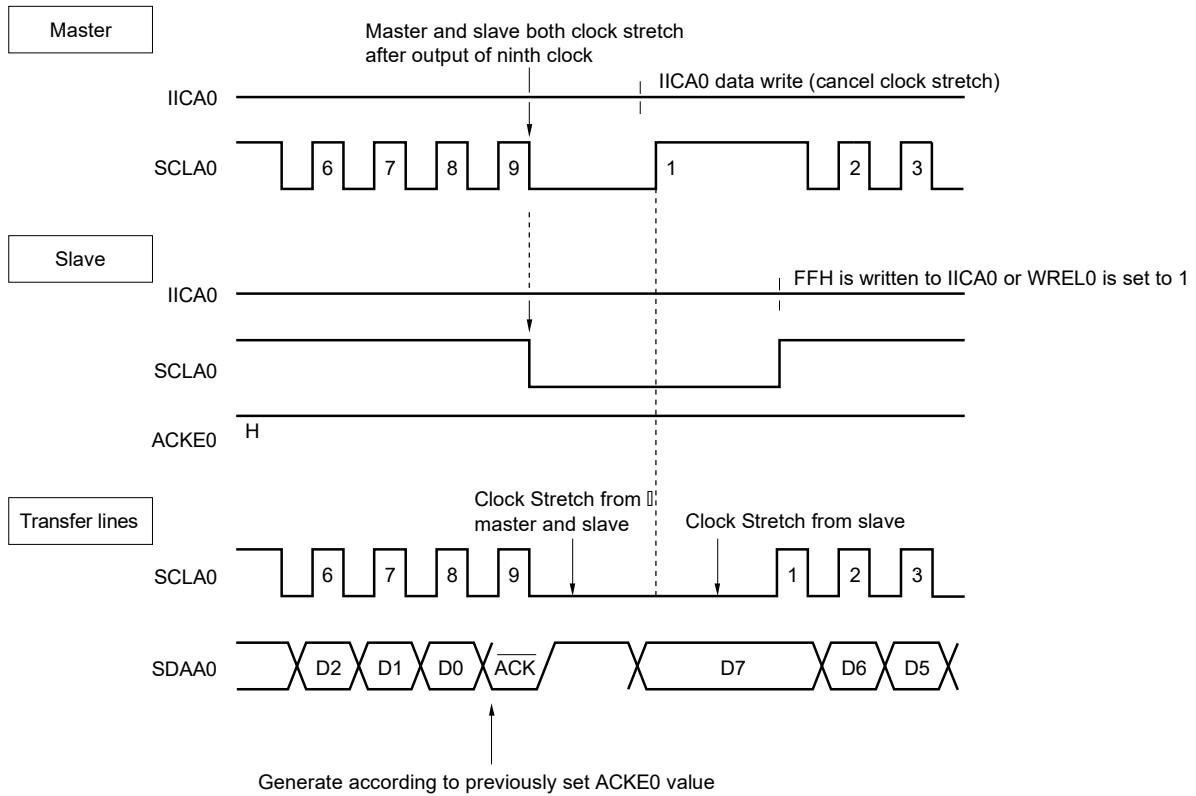 Master
Master and slave both clock stretch
after output of ninth clock
IICA0 data write (cancel clock stretch)
IICA0
SCLA0
6 7 8 9 1 2 3
Slave
FFH is written to IICA0 or WREL0 is set to 1
IICA0
SCLA0
ACKE0
H
Transfer lines
Clock Stretch from
master and slave
Clock Stretch from slave
SCLA0
6 7 8 9 1 2 3
SDAA0
D2 D1 D0 ACK D7 D6 D5
Generate according to previously set ACKE0 value